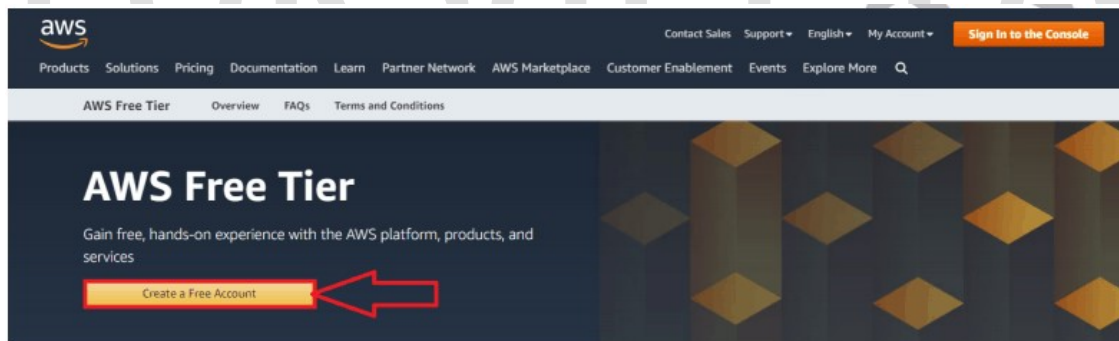 aws
Contact Sales Support English My Account Sign In to the Console
Products Solutions Pricing Documentation Learn Partner Network AWS Marketplace Customer Enablement Events Explore More
AWS Free Tier Overview FAQs Terms and Conditions
AWS Free Tier
Gain free, hands-on experience with the AWS platform, products, and
services
Create a Free Account